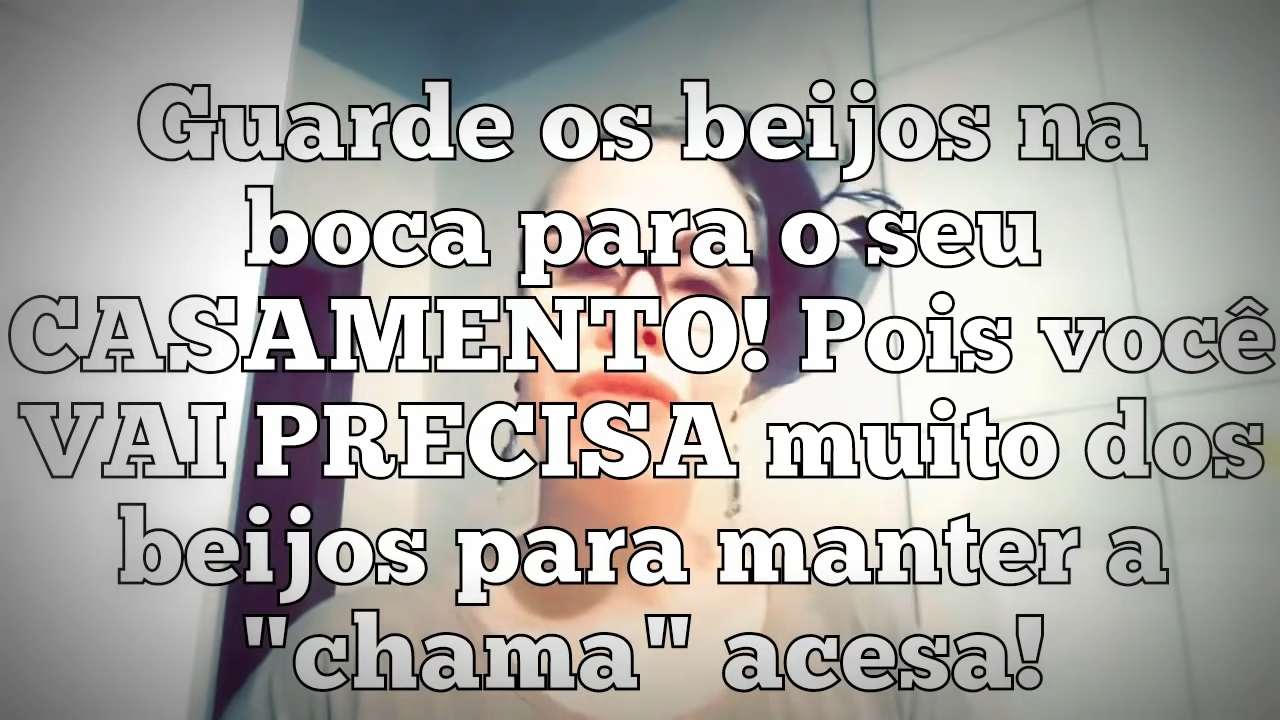 Guarde os beijos na
boca para o seu
CASAMENTO! Pois você
VAI PRECISA muito dos
beijos para manter a
"chama" acesa!